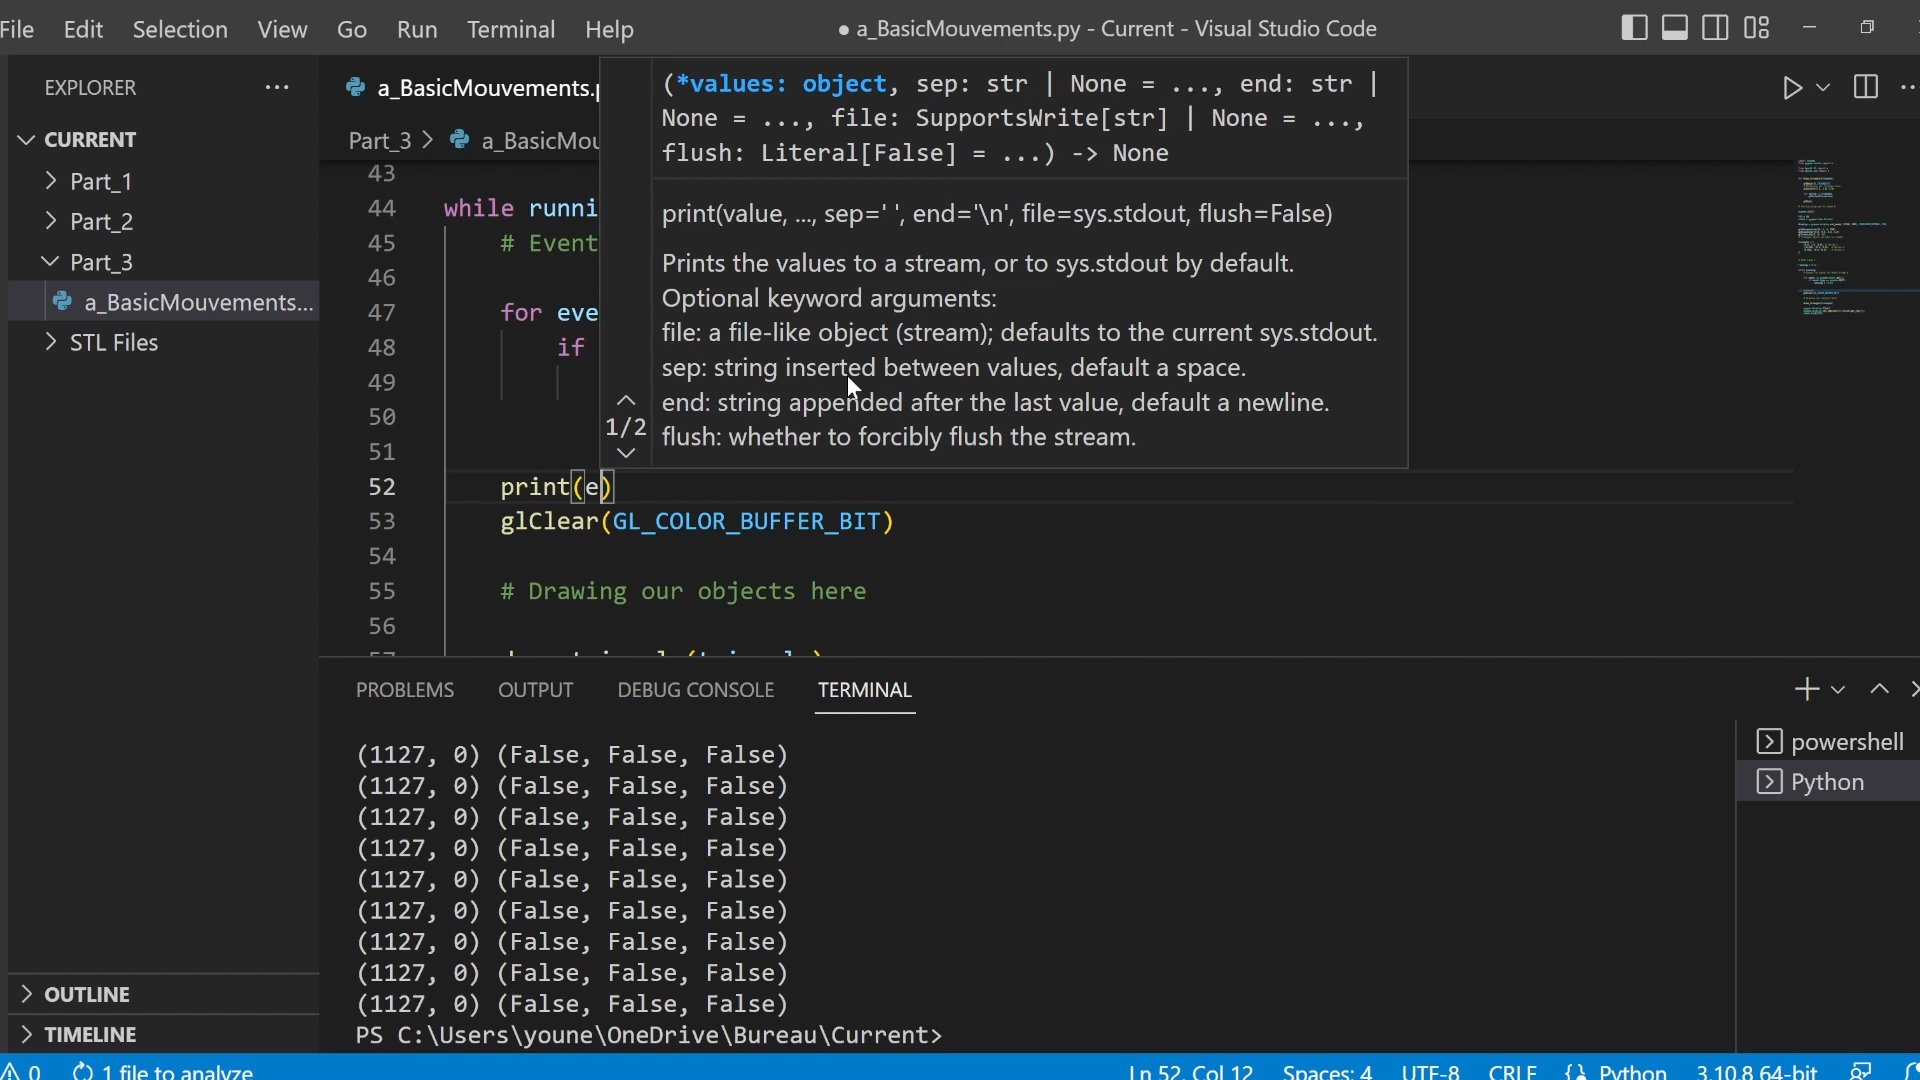 File Edit Selection View Go Run Terminal Help
● a_BasicMouvements.py - Current - Visual Studio Code
EXPLORER
CURRENT
Part_1
Part_2
Part_3
a_BasicMouvements...
STL Files
OUTLINE
TIMELINE
a_BasicMouvements.p
Part_3 > a_BasicMou
(*values: object, sep: str | None = ..., end: str |
None = ..., file: SupportsWrite[str] | None = ...,
flush: Literal[False] = ...) -> None
print(value, ..., sep=' ', end='\n', file=sys.stdout, flush=False)
Prints the values to a stream, or to sys.stdout by default.
Optional keyword arguments:
file: a file-like object (stream); defaults to the current sys.stdout.
sep: string inserted between values, default a space.
end: string appended after the last value, default a newline.
flush: whether to forcibly flush the stream.
1/2
43
44 while runni
45 # Event
46
47 for eve
48 if
49
50
51
52 print(e)
53 glClear(GL_COLOR_BUFFER_BIT)
54
55 # Drawing our objects here
56
PROBLEMS OUTPUT DEBUG CONSOLE TERMINAL
(1127, 0) (False, False, False)
(1127, 0) (False, False, False)
(1127, 0) (False, False, False)
(1127, 0) (False, False, False)
(1127, 0) (False, False, False)
(1127, 0) (False, False, False)
(1127, 0) (False, False, False)
(1127, 0) (False, False, False)
(1127, 0) (False, False, False)
PS C:\Users\youne\OneDrive\Bureau\Current>
powershell
Python
0 1 file to analyze
Ln 52, Col 12 Spaces: 4 UTF-8 CRLF {} Python 3.10.8 64-bit